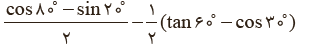 (cos ۸۰° − sin ۲۰°)/۲ − ۱/۲ (tan ۶۰° − cos ۳۰°)